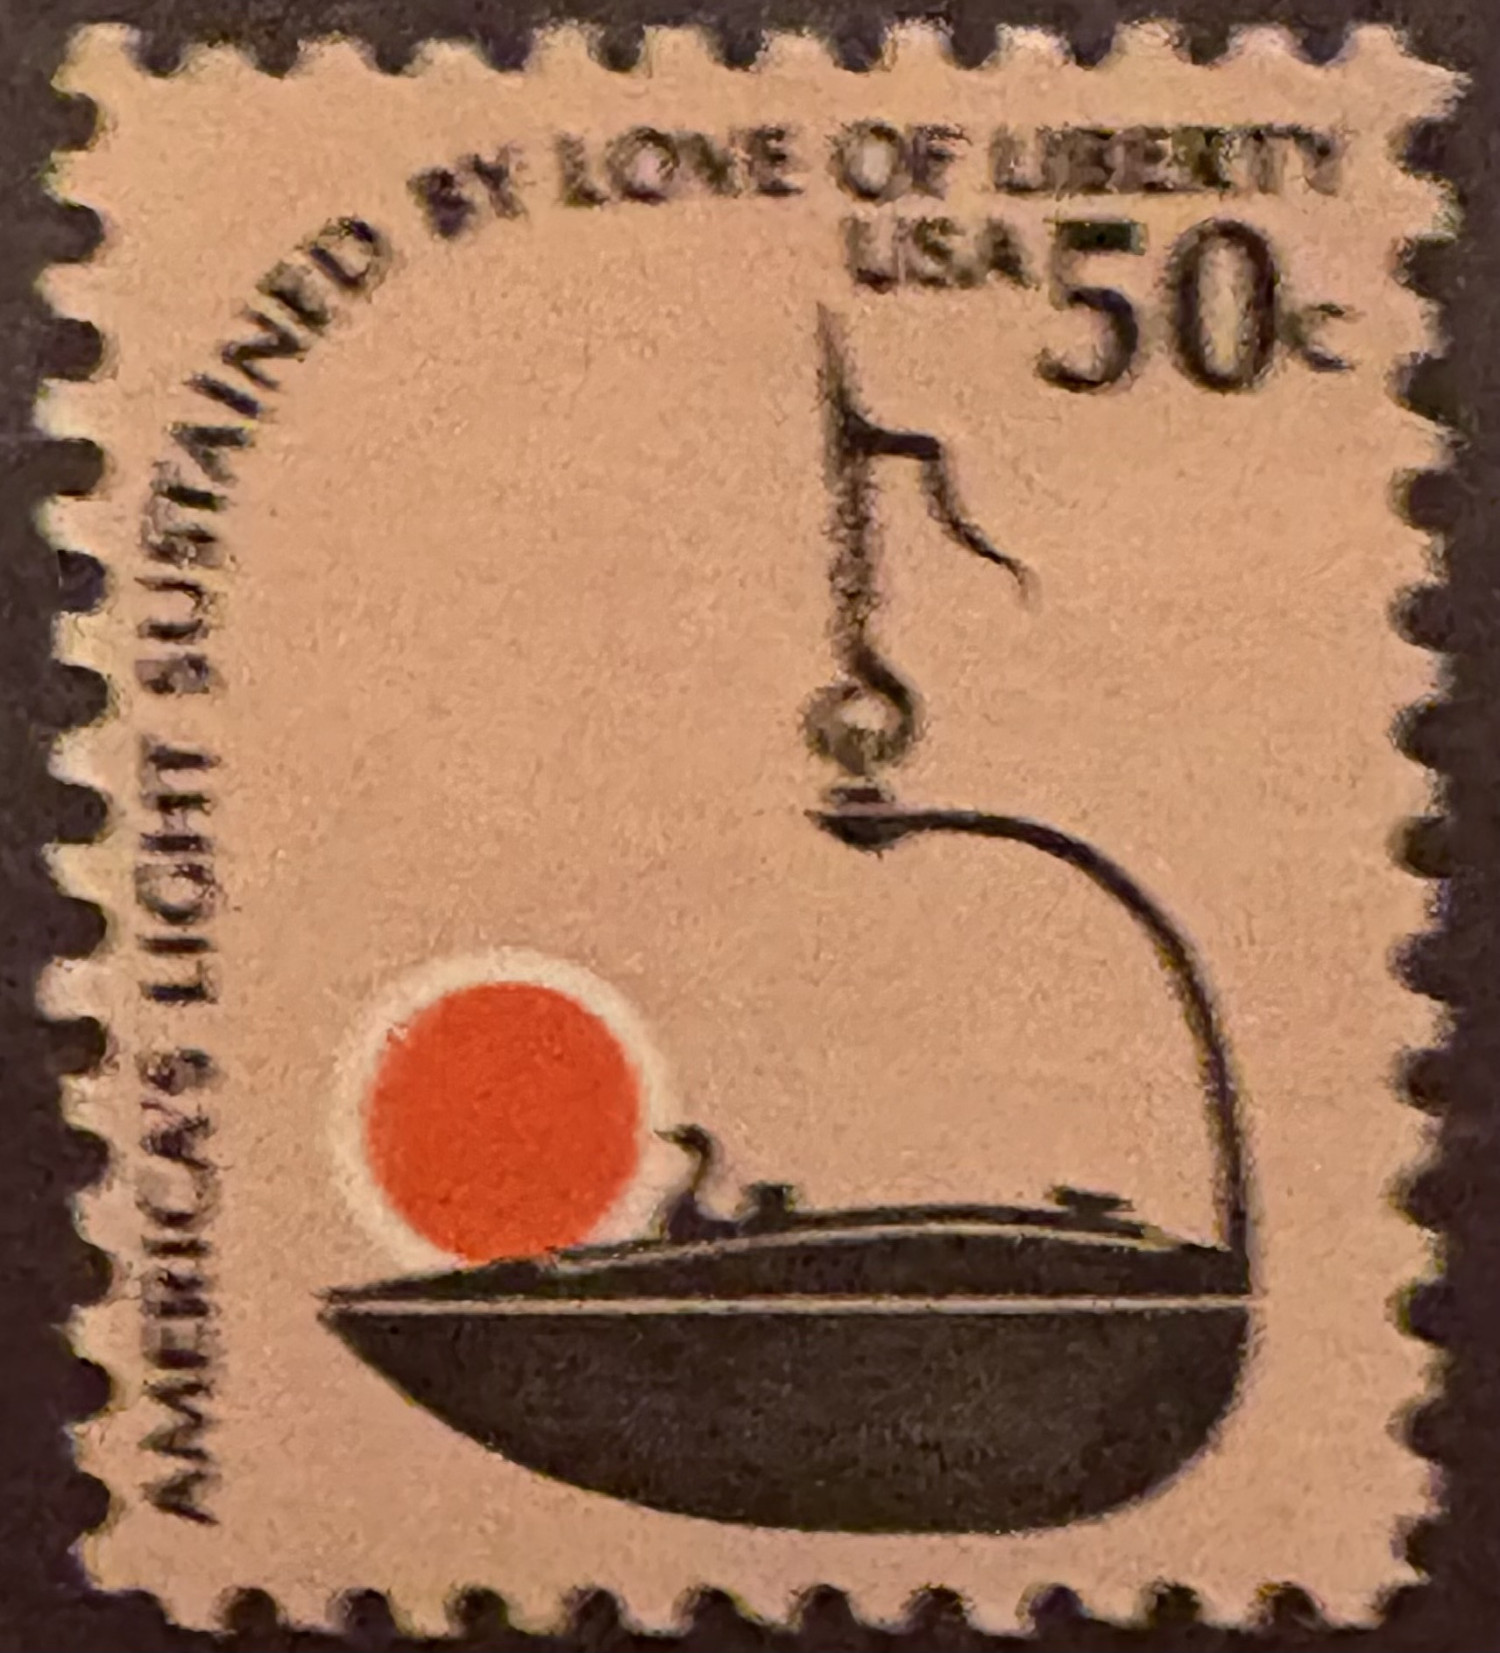 AMERICA'S LIGHT SUSTAINED BY LOVE OF LIBERTY
USA 50c